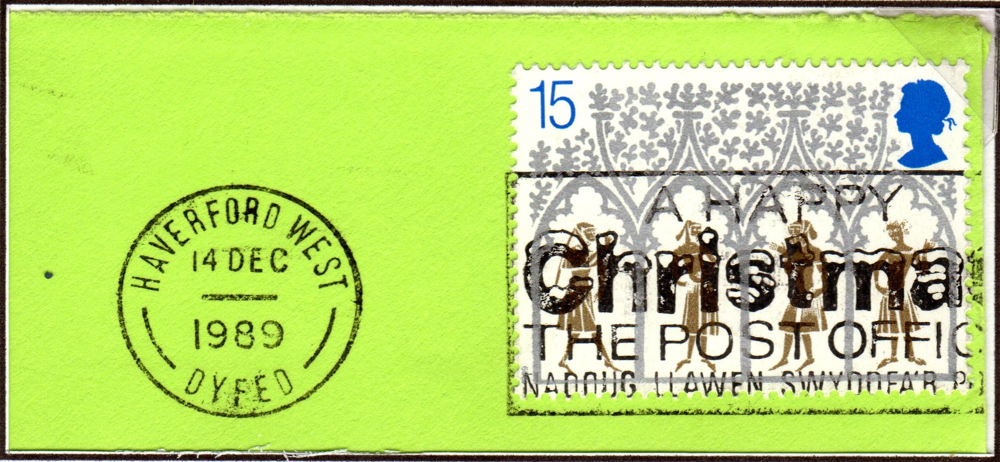 HAVERFORD WEST
14 DEC
1989
DYFED
15
A HAPPY
Christma
THE POST OFFIC
NADOLIG LLAWEN SWYDDFA'R P